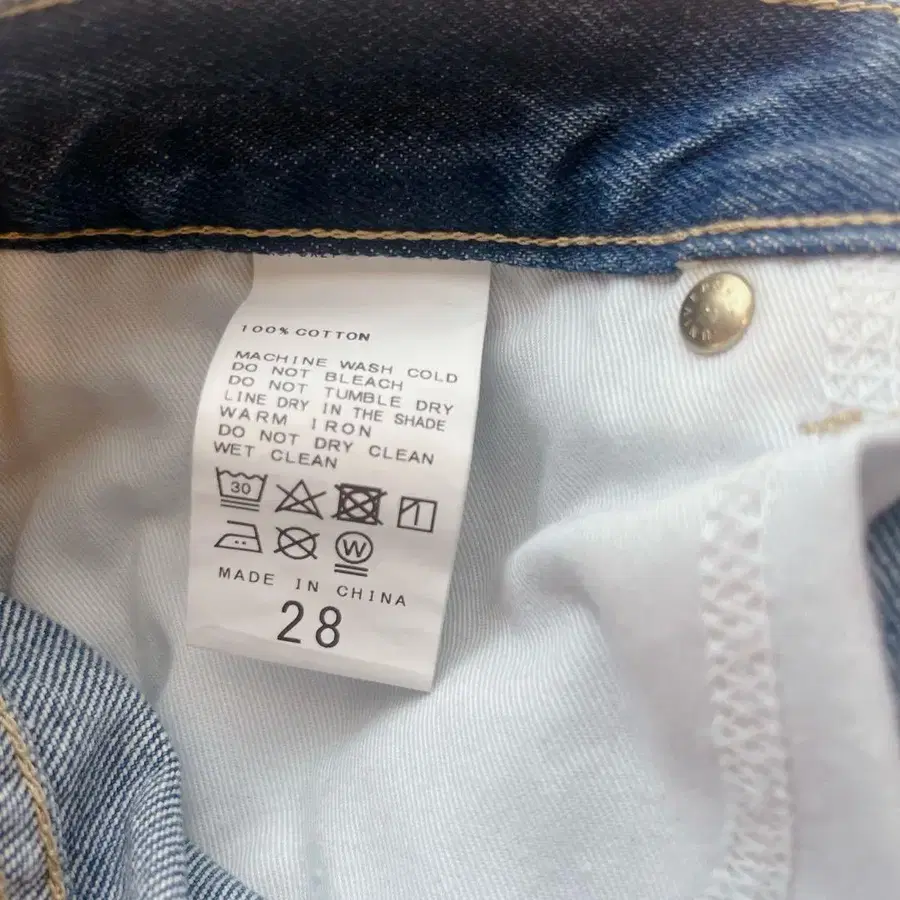 100% COTTON
MACHINE WASH COLD
DO NOT BLEACH
DO NOT TUMBLE DRY
LINE DRY IN THE SHADE
WARM IRON
DO NOT DRY CLEAN
WET CLEAN
30
W
MADE IN CHINA
28